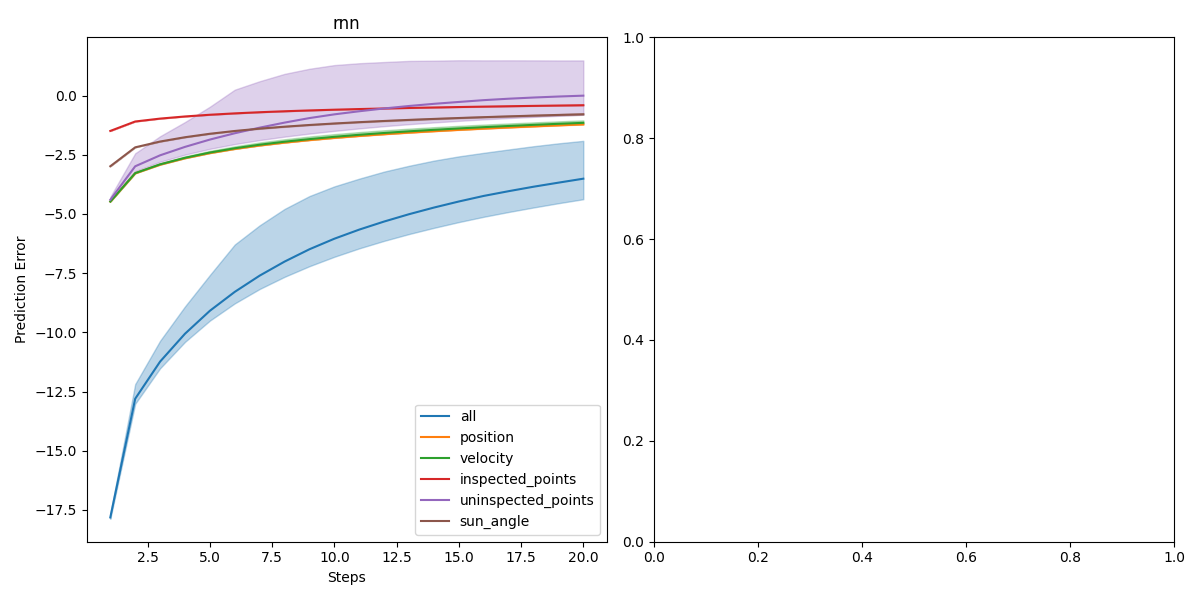 rnn
Prediction Error
0.0
−2.5
−5.0
−7.5
−10.0
−12.5
−15.0
−17.5
2.5 5.0 7.5 10.0 12.5 15.0 17.5 20.0
Steps
all
position
velocity
inspected_points
uninspected_points
sun_angle
1.0
0.8
0.6
0.4
0.2
0.0
0.0 0.2 0.4 0.6 0.8 1.0